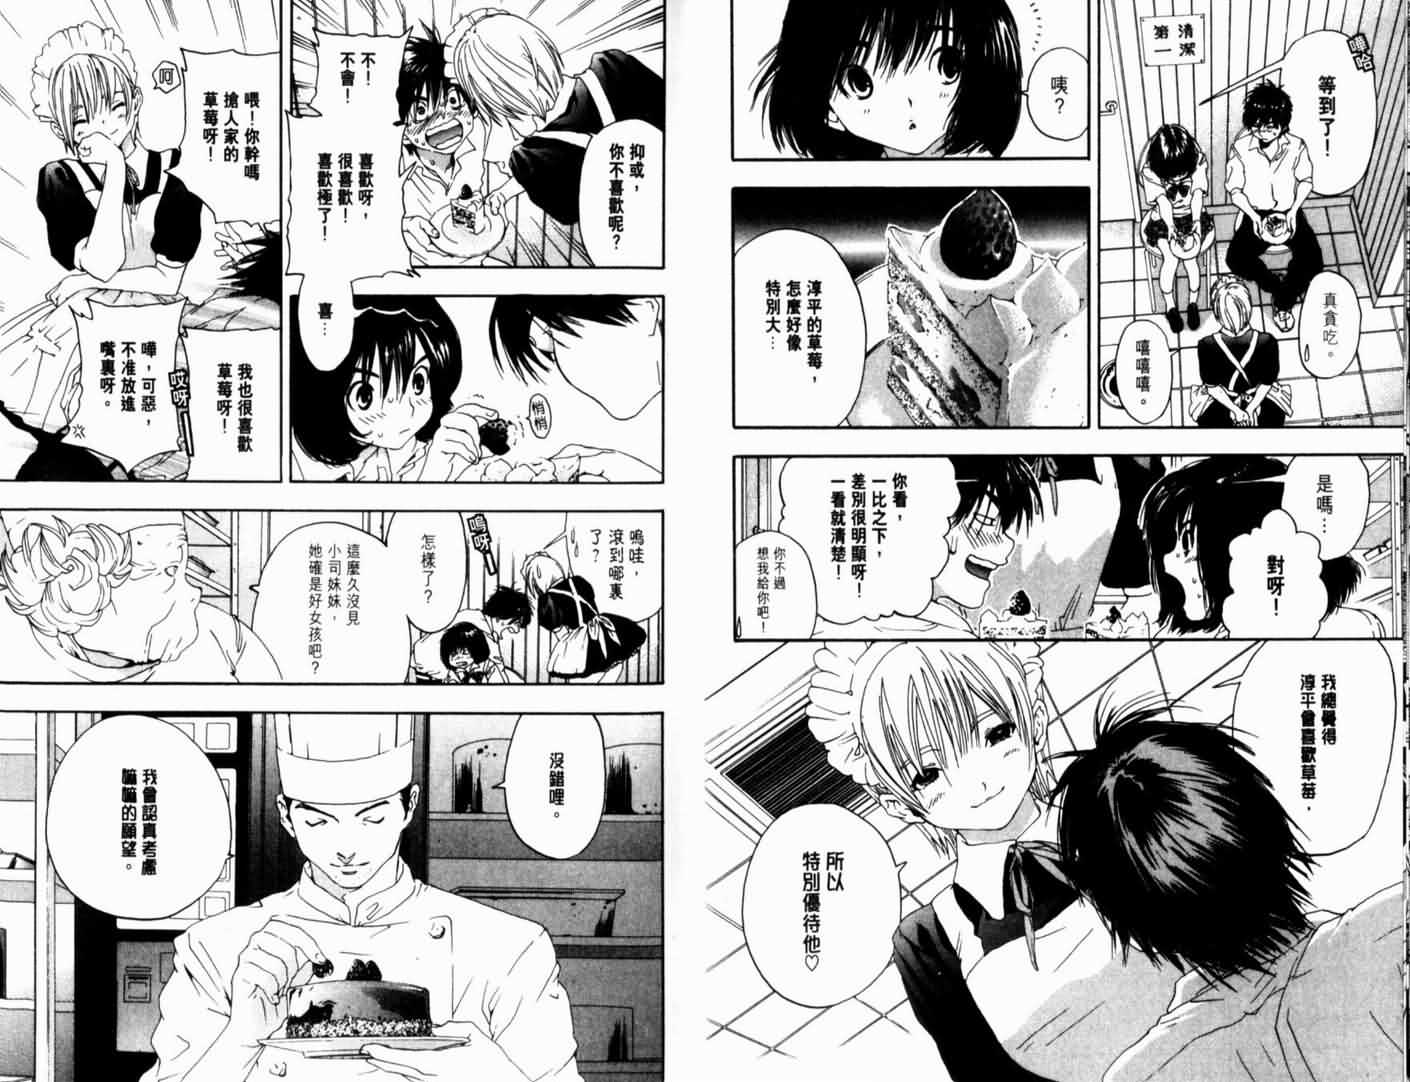 清潔
第一
嘩哈
等到了！
真貪吃。
嘻嘻嘻。
咦？
淳平的草莓，
怎麼好像
特別大…
是嗎…
對呀！
你看，
一比之下，
差別很明顯呀！
一看就清楚！
你不過
想我給你吧！
我總覺得
淳平會喜歡草莓，
所以
特別優待他♡
抑或，
你不喜歡呢？
不！
不會！
喜歡呀，
很喜歡！
喜歡極了！
喜…
悄悄
喂！你幹嗎
搶人家的
草莓呀！
呵
我也很喜歡
草莓呀！
哎呀
嘩，可惡，
不准放進
嘴裏呀。
嗚哇，
滾到哪裏
了？
嗚呀
怎樣了？
這麼久沒見
小司妹妹，
她確是好女孩吧？
沒錯哩。
我會認真考慮
嫲嫲的願望。